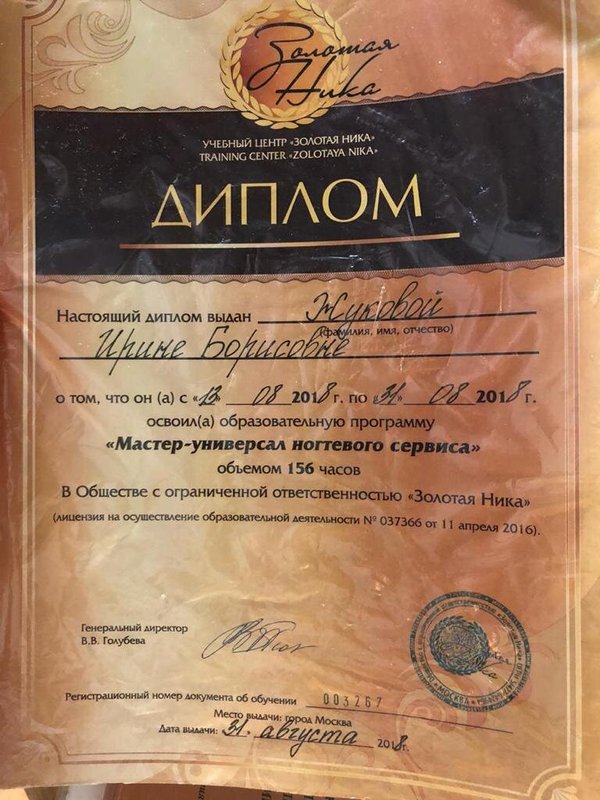 Золотая
Ника
УЧЕБНЫЙ ЦЕНТР «ЗОЛОТАЯ НИКА»
TRAINING CENTER «ZOLOTAYA NIKA»
ДИПЛОМ
Настоящий диплом выдан Жуковой
(фамилия, имя, отчество)
Ирине Борисовне
о том, что он (а) с «13» 08 2018 г. по «31» 08 2018 г.
освоил(а) образовательную программу
«Мастер-универсал ногтевого сервиса»
объемом 156 часов
В Обществе с ограниченной ответственностью «Золотая Ника»
(лицензия на осуществление образовательной деятельности № 037366 от 11 апреля 2016).
Генеральный директор
В.В. Голубева
МОСКВА
Регистрационный номер документа об обучении 003267
Место выдачи: город Москва
Дата выдачи: 31 августа 2018г.